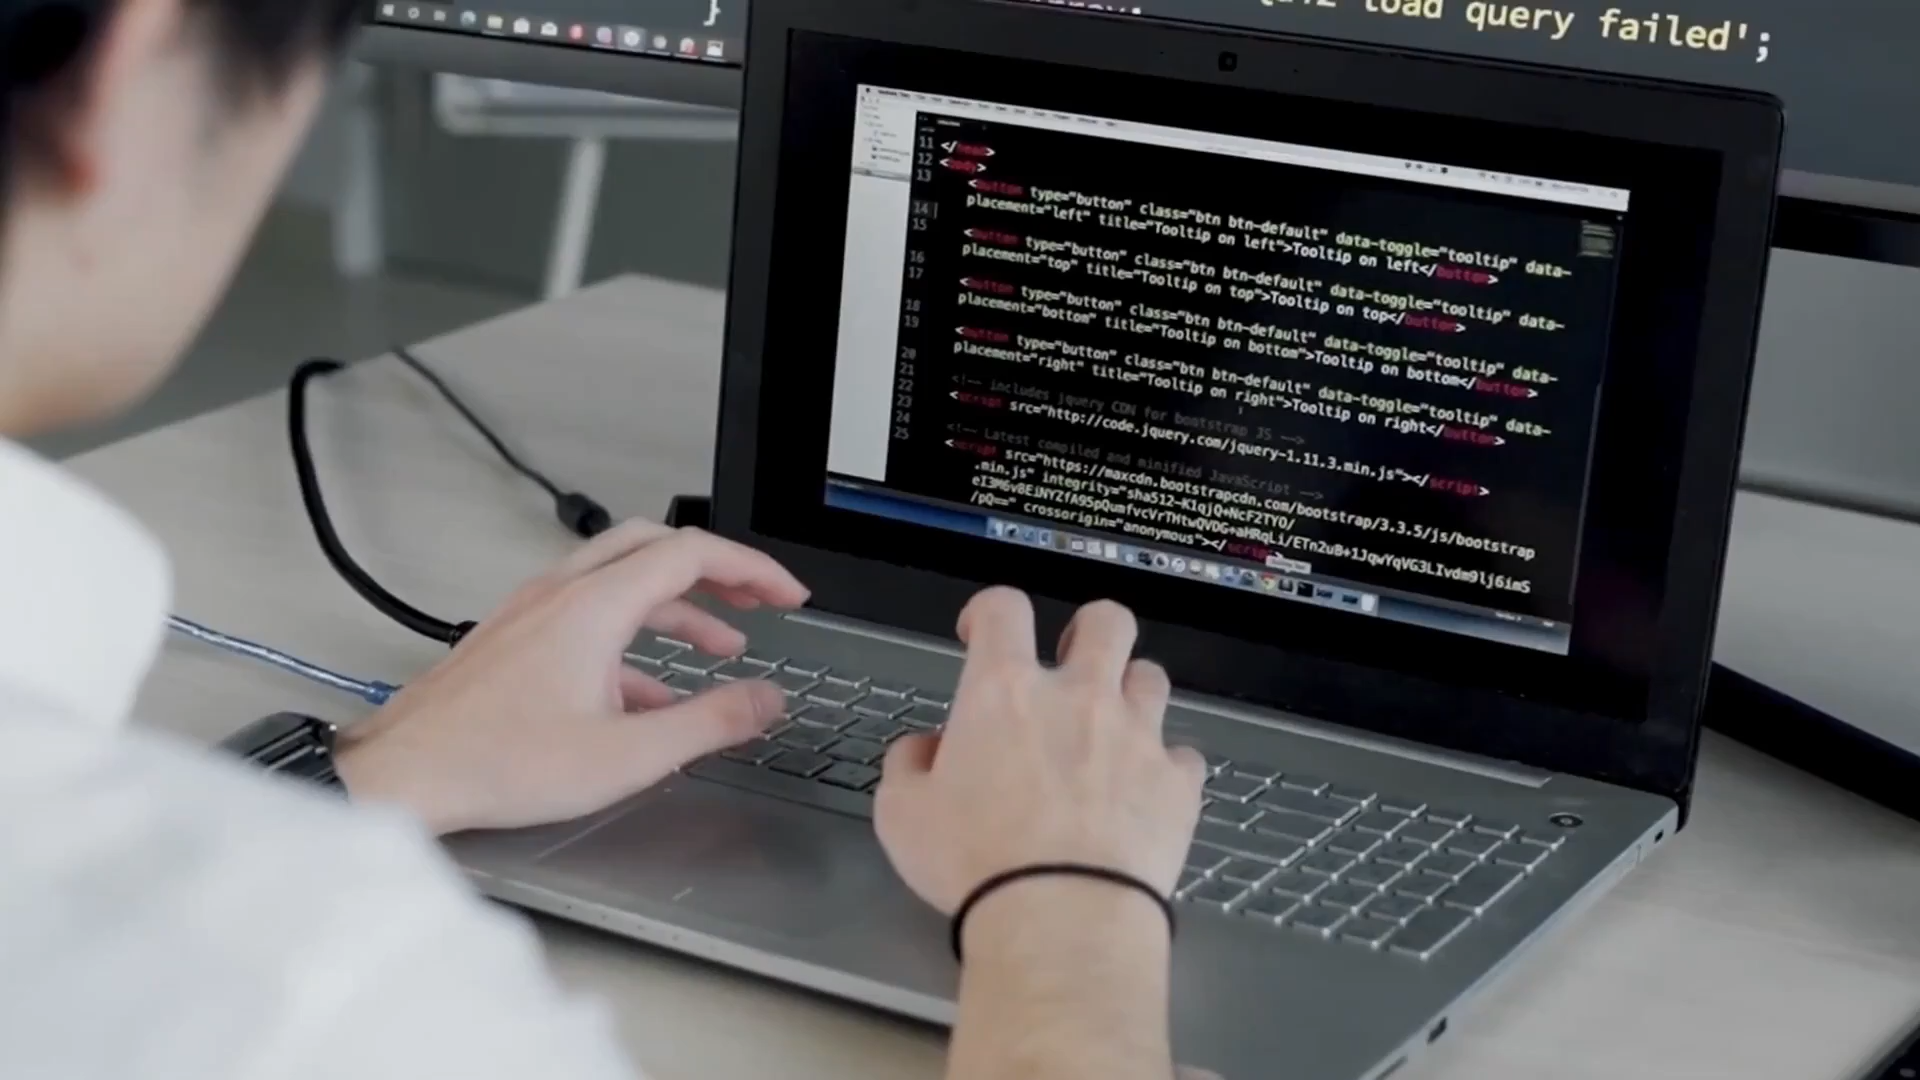 }
load query failed';
11 </head>
12 <body>
13
<button type="button" class="btn btn-default" data-toggle="tooltip" data-
14 placement="left" title="Tooltip on left">Tooltip on left</button>
15
<button type="button" class="btn btn-default" data-toggle="tooltip" data-
16 placement="top" title="Tooltip on top">Tooltip on top</button>
17
<button type="button" class="btn btn-default" data-toggle="tooltip" data-
18 placement="bottom" title="Tooltip on bottom">Tooltip on bottom</button>
19
<button type="button" class="btn btn-default" data-toggle="tooltip" data-
20 placement="right" title="Tooltip on right">Tooltip on right</button>
21
22 <!-- includes jquery CDN for bootstrap JS -->
23 <script src="http://code.jquery.com/jquery-1.11.3.min.js"></script>
24 <!-- Latest compiled and minified JavaScript -->
25 <script src="https://maxcdn.bootstrapcdn.com/bootstrap/3.3.5/js/bootstrap
.min.js" integrity="sha512-K1qjQ+NcF2TYO/
eI3M6v8EiNYZfA95pQumfvcVrTHtwQVDG+aHRqLi/ETn2uB+1JqwYqVG3LIvdm9lj6imS
/pQ==" crossorigin="anonymous"></script>